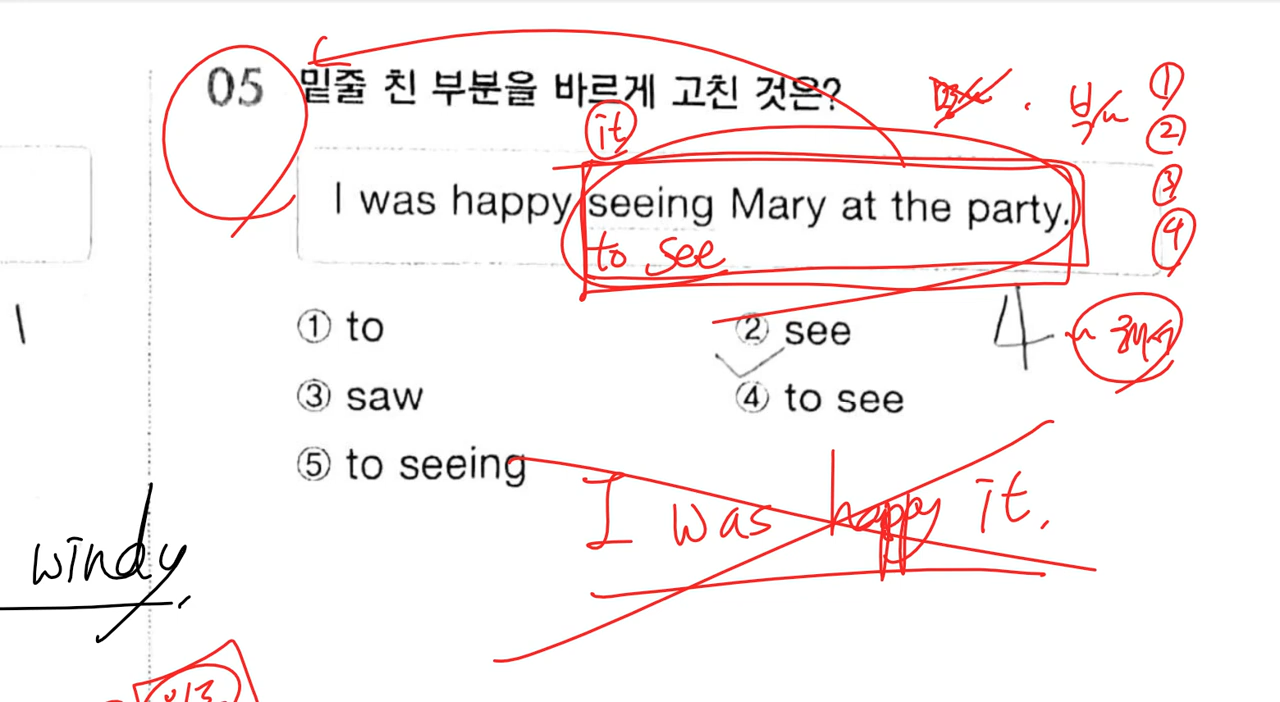 05 밑줄 친 부분을 바르게 고친 것은?
it
부사
①
②
③
④
I was happy seeing Mary at the party.
to see
① to
② see
4
③ saw
④ to see
⑤ to seeing
I was happy it.
windy.